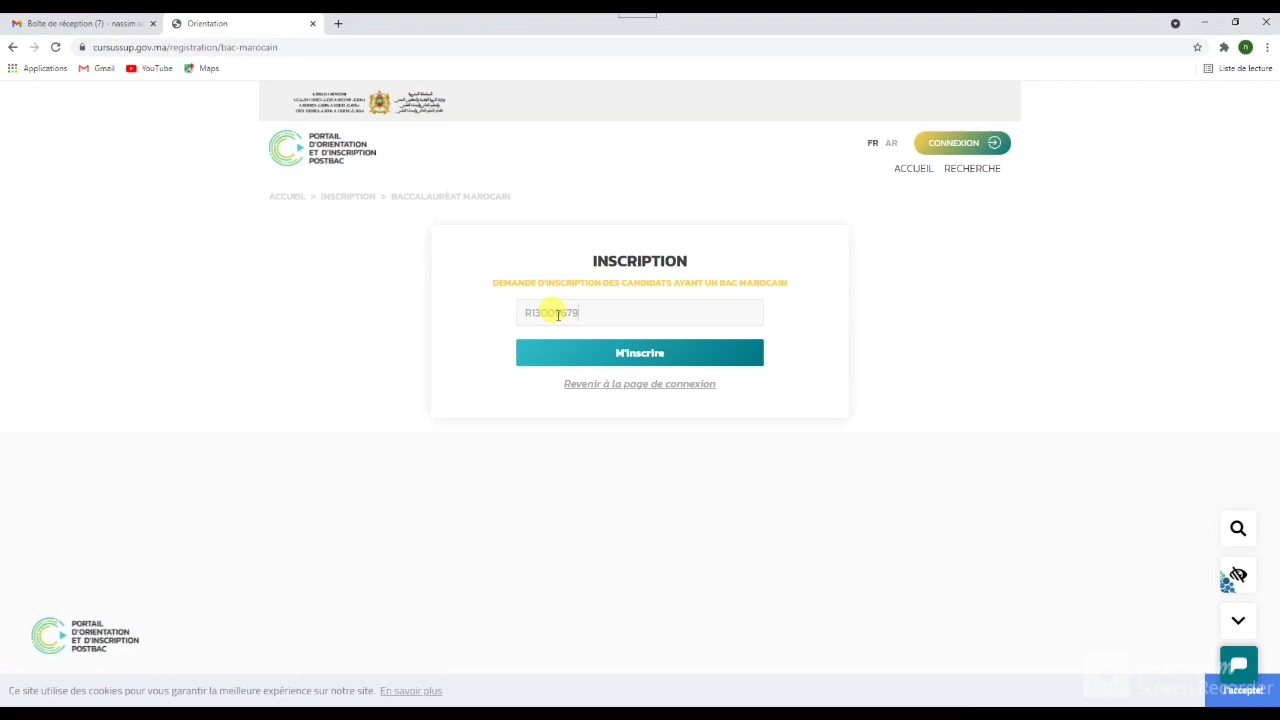 Boîte de réception (7) - nassim.s
Orientation
cursussup.gov.ma/registration/bac-marocain
Applications
Gmail
YouTube
Maps
Liste de lecture
PORTAIL
D'ORIENTATION
ET D'INSCRIPTION
POSTBAC
FR AR
CONNEXION
ACCUEIL RECHERCHE
ACCUEIL > INSCRIPTION > BACCALAURÉAT MAROCAIN
INSCRIPTION
DEMANDE D'INSCRIPTION DES CANDIDATS AYANT UN BAC MAROCAIN
M'inscrire
Revenir à la page de connexion
PORTAIL
D'ORIENTATION
ET D'INSCRIPTION
POSTBAC
Ce site utilise des cookies pour vous garantir la meilleure expérience sur notre site. En savoir plus
J'accepte!
Screen Recorder